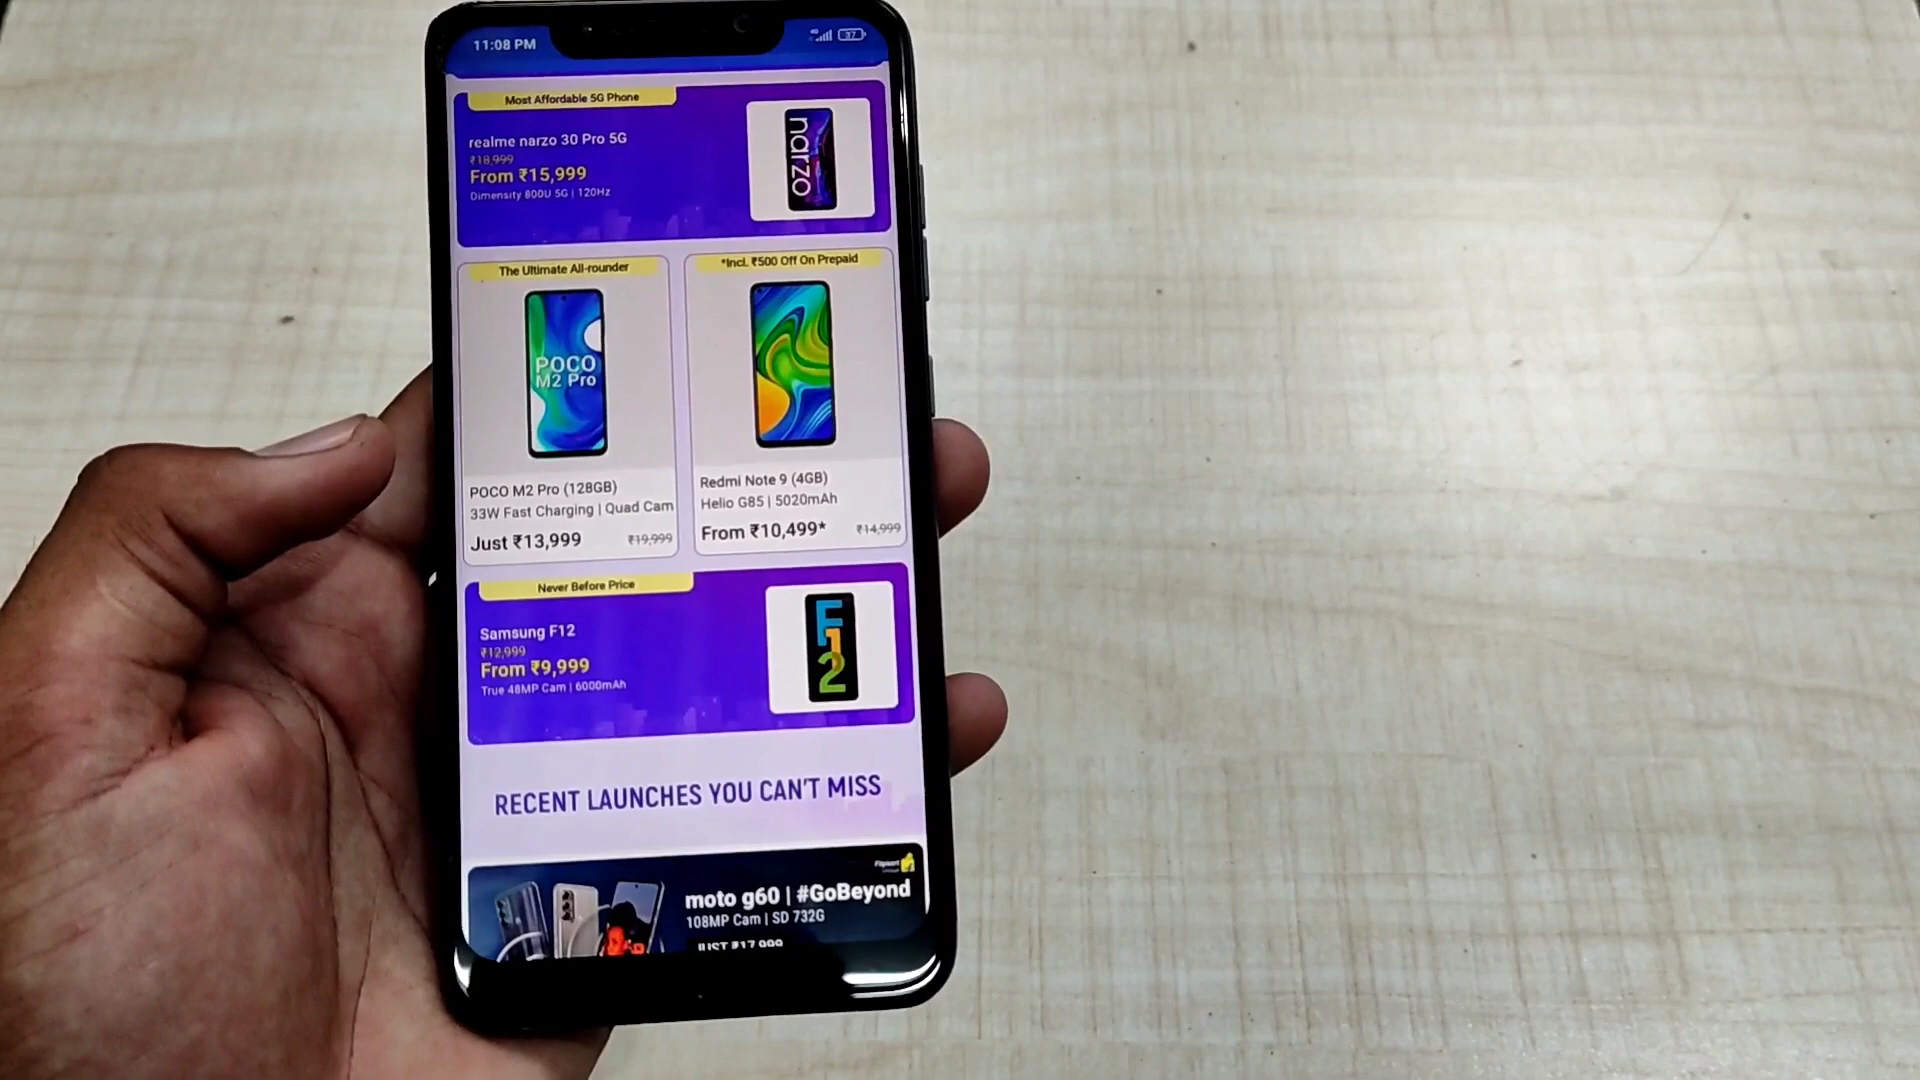 11:08 PM
4G
37
Most Affordable 5G Phone
realme narzo 30 Pro 5G
₹18,999
From ₹15,999
Dimensity 800U 5G | 120Hz
narzo
The Ultimate All-rounder
POCO
M2 Pro
POCO M2 Pro (128GB)
33W Fast Charging | Quad Cam
Just ₹13,999 ₹19,999
*Incl. ₹500 Off On Prepaid
Redmi Note 9 (4GB)
Helio G85 | 5020mAh
From ₹10,499* ₹14,999
Never Before Price
Samsung F12
₹12,999
From ₹9,999
True 48MP Cam | 6000mAh
F
12
RECENT LAUNCHES YOU CAN'T MISS
Flipkart
Unique
moto g60 | #GoBeyond
108MP Cam | SD 732G
JUST ₹17,999